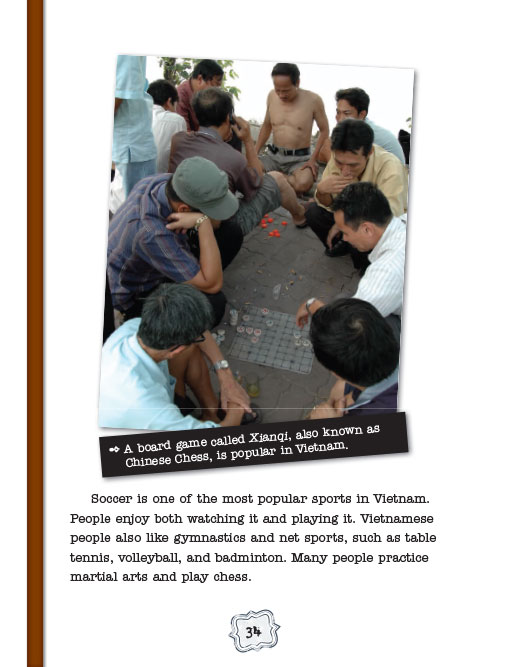 A board game called Xianqi, also known as
Chinese Chess, is popular in Vietnam.
Soccer is one of the most popular sports in Vietnam.
People enjoy both watching it and playing it. Vietnamese
people also like gymnastics and net sports, such as table
tennis, volleyball, and badminton. Many people practice
martial arts and play chess.
34